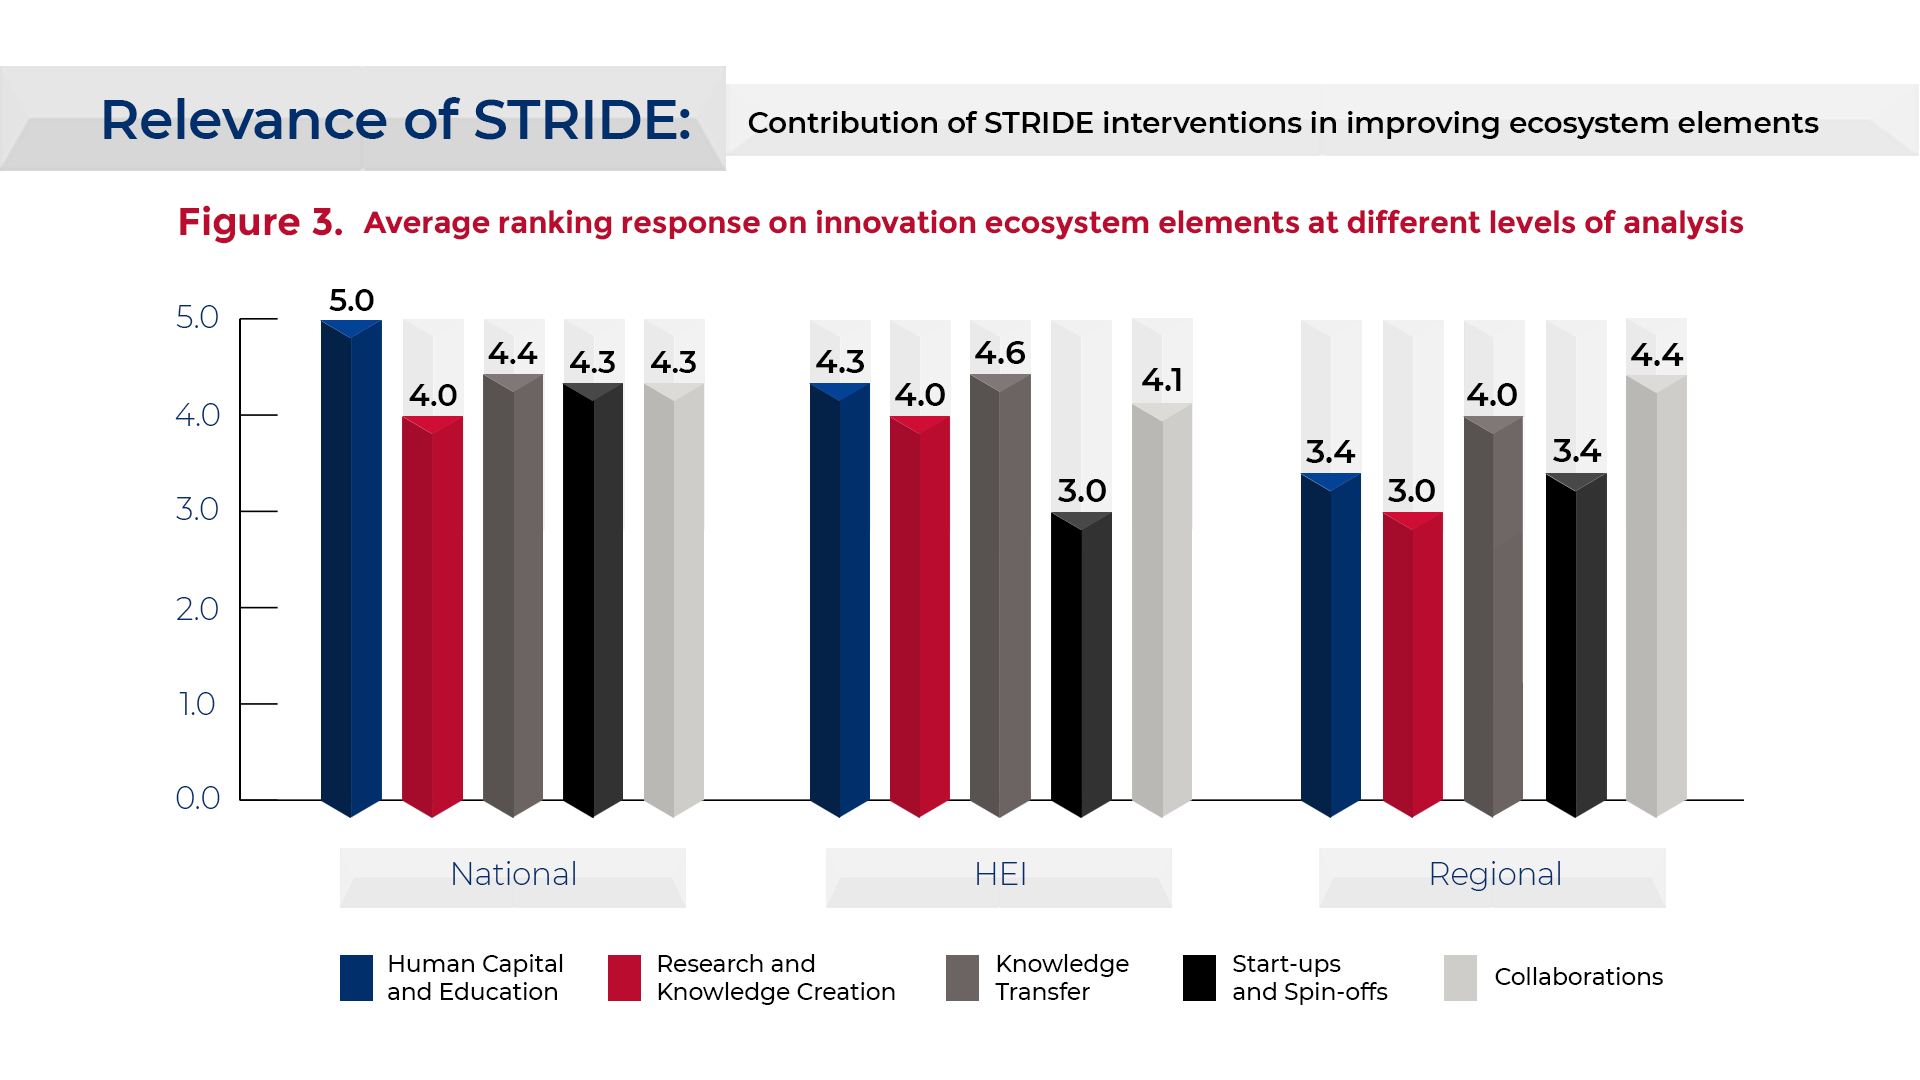 Relevance of STRIDE:
Contribution of STRIDE interventions in improving ecosystem elements
Figure 3. Average ranking response on innovation ecosystem elements at different levels of analysis
5.0
4.0
3.0
2.0
1.0
0.0
5.0
4.0
4.4
4.3
4.3
4.3
4.0
4.6
3.0
4.1
3.4
3.0
4.0
3.4
4.4
National
HEI
Regional
Human Capital
and Education
Research and
Knowledge Creation
Knowledge
Transfer
Start-ups
and Spin-offs
Collaborations